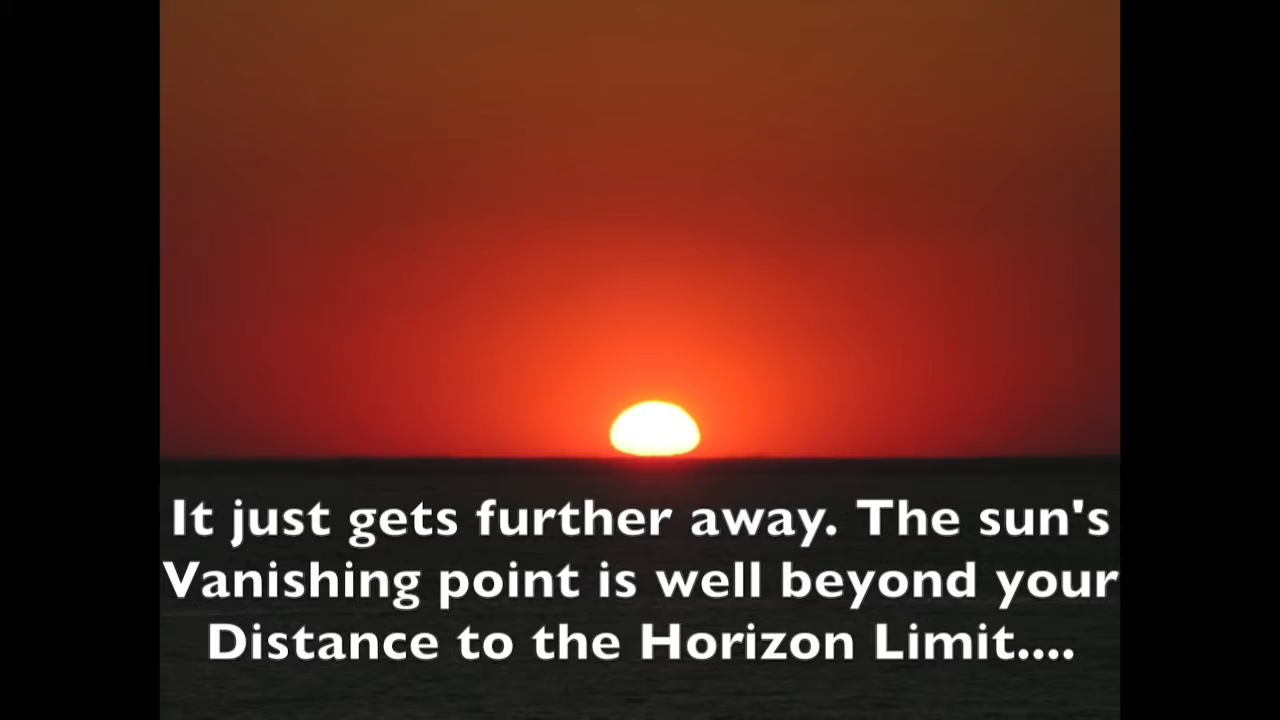 It just gets further away. The sun's
Vanishing point is well beyond your
Distance to the Horizon Limit....